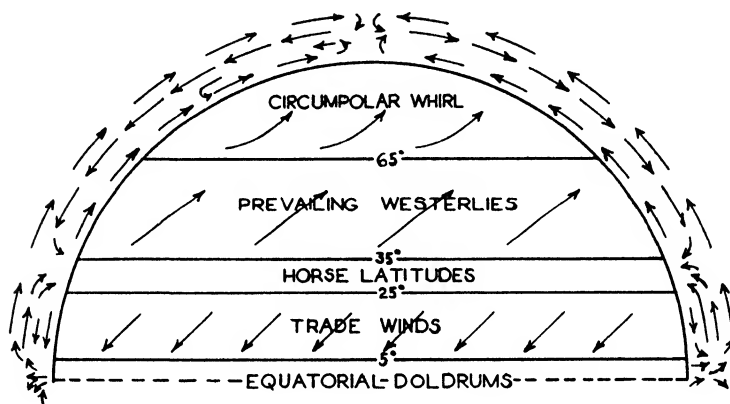 CIRCUMPOLAR WHIRL
65°
PREVAILING WESTERLIES
35°
HORSE LATITUDES
25°
TRADE WINDS
5°
EQUATORIAL DOLDRUMS